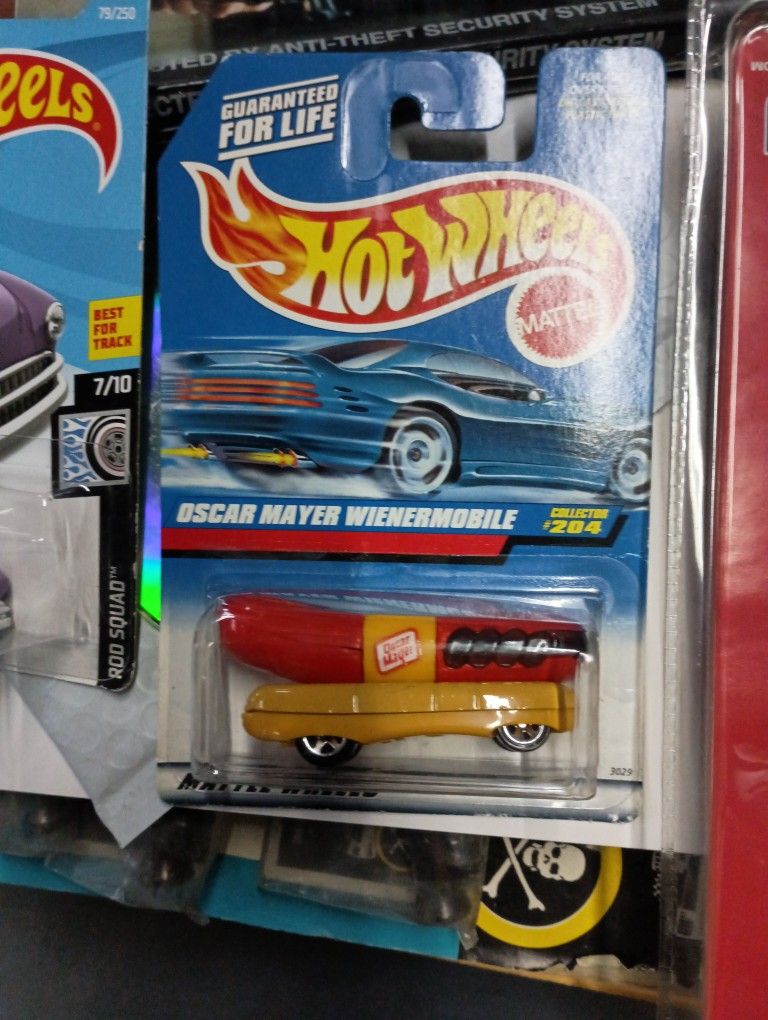 79/250
ANTI-THEFT SECURITY SYSTEM
SYSTEM
GUARANTEED
FOR LIFE
HOT WHEELS
MATTEL
BEST
FOR
TRACK
7/10
ROD SQUAD™
OSCAR MAYER WIENERMOBILE
COLLECTOR
#204
Oscar
Mayer
3029